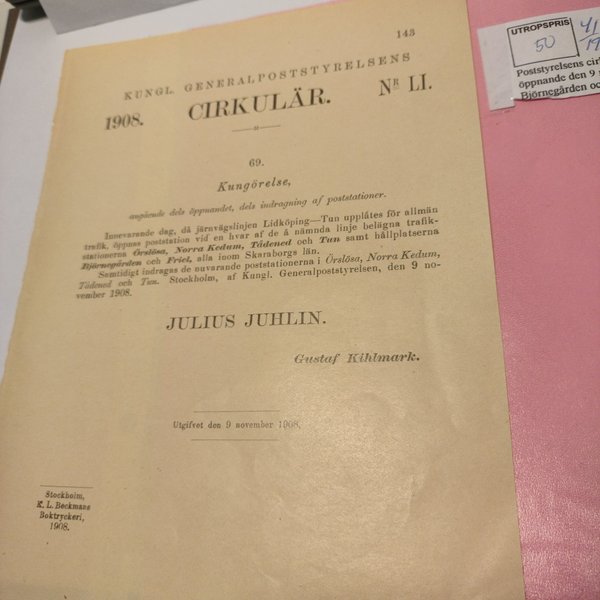 143
KUNGL. GENERALPOSTSTYRELSENS
1908. CIRKULÄR. NR LI.
69.
Kungörelse,
angående dels öppnandet, dels indragning af poststationer.
Innevarande dag, då järnvägslinjen Lidköping—Tun upplåtes för allmän
trafik, öppnas poststation vid en hvar af de å nämnda linje belägna trafik-
stationerna Örslösa, Norra Kedum, Tådened och Tun samt hållplatserna
Björnegården och Friel, alla inom Skaraborgs län.
Samtidigt indragas de nuvarande poststationerna i Örslösa, Norra Kedum,
Tådened och Tun. Stockholm, af Kungl. Generalpoststyrelsen, den 9 no-
vember 1908.
JULIUS JUHLIN.
Gustaf Kihlmark.
Utgifvet den 9 november 1908.
Stockholm,
K. L. Beckmans
Boktryckeri,
1908.
UTROPSPRIS
50
Poststyrelsens cir
öppnande den 9
Björnegården oc